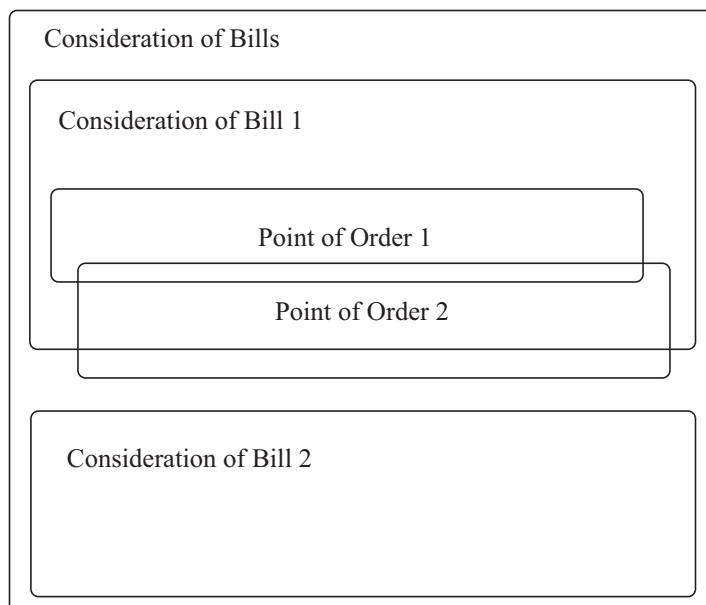 Consideration of Bills
Consideration of Bill 1
Point of Order 1
Point of Order 2
Consideration of Bill 2